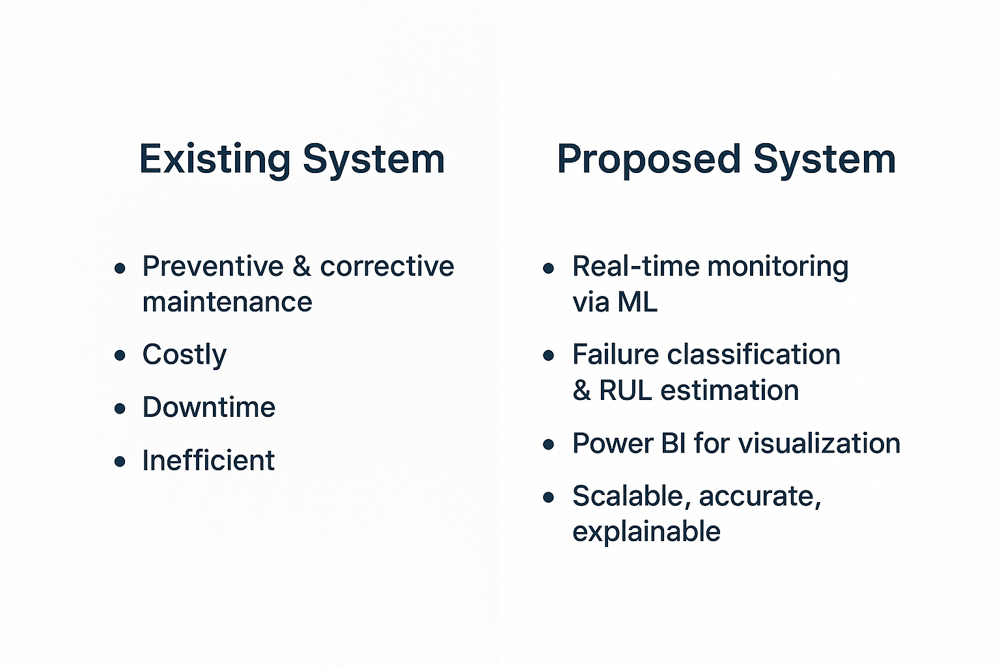 Existing System
• Preventive & corrective
maintenance
• Costly
• Downtime
• Inefficient
Proposed System
• Real-time monitoring
via ML
• Failure classification
& RUL estimation
• Power BI for visualization
• Scalable, accurate,
explainable